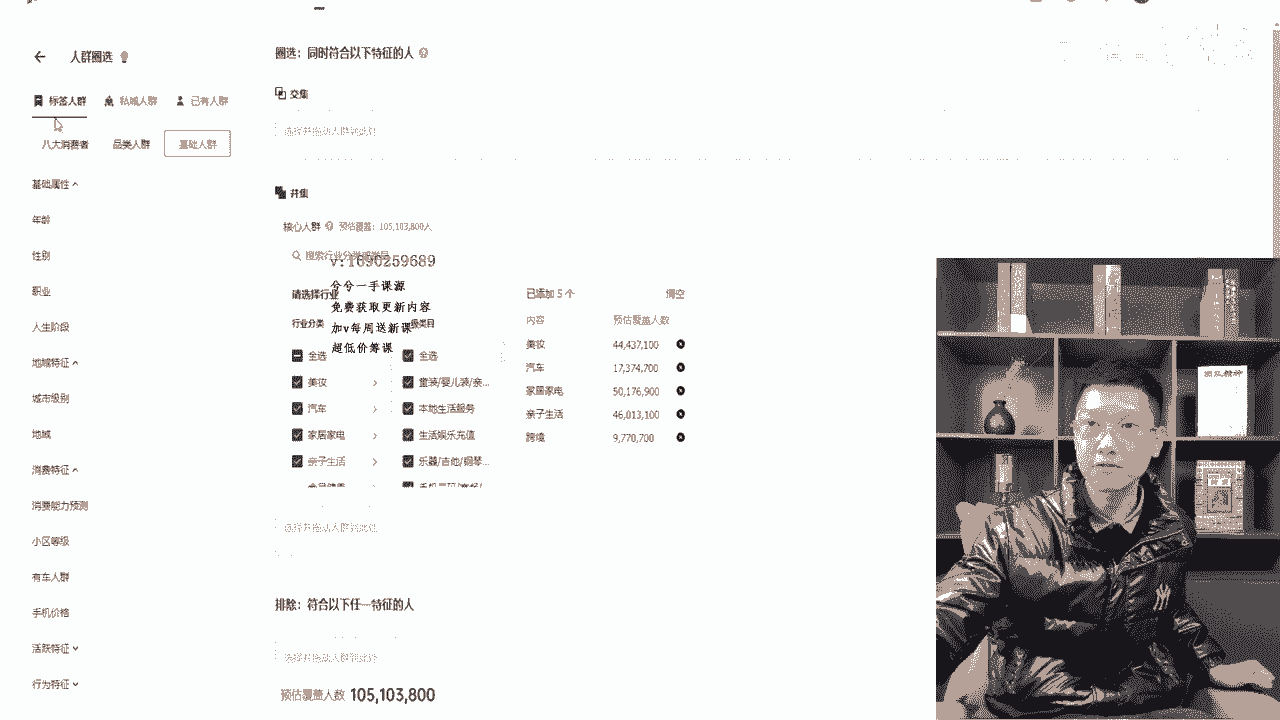 人群圈选
标签人群 私域人群 已有人群
八大消费者 品类人群 基础人群
基础属性
年龄
性别
职业
人生阶段
地域特征
城市级别
地域
消费特征
消费能力预测
小区等级
有车人群
手机价格
活跃特征
行为特征
圈选：同时符合以下特征的人
交集
选择并拖动人群到此处
并集
核心人群 预估覆盖：105,103,800人
搜索行业分类
v:1690259689
兮兮一手课源
免费获取更新内容
加v每周送新课
超低价筹课
请选择行业
行业分类 级类目
全选 全选
美妆 童装/婴儿装/亲...
汽车 本地生活服务
家居家电 生活娱乐充值
亲子生活 乐器/吉他/钢琴...
已添加 5 个 清空
内容 预估覆盖人数
美妆 44,437,100
汽车 17,374,700
家居家电 50,176,900
亲子生活 46,013,100
跨境 9,770,700
选择并拖动人群到此处
排除：符合以下任一特征的人
选择并拖动人群到此处
预估覆盖人数 105,103,800